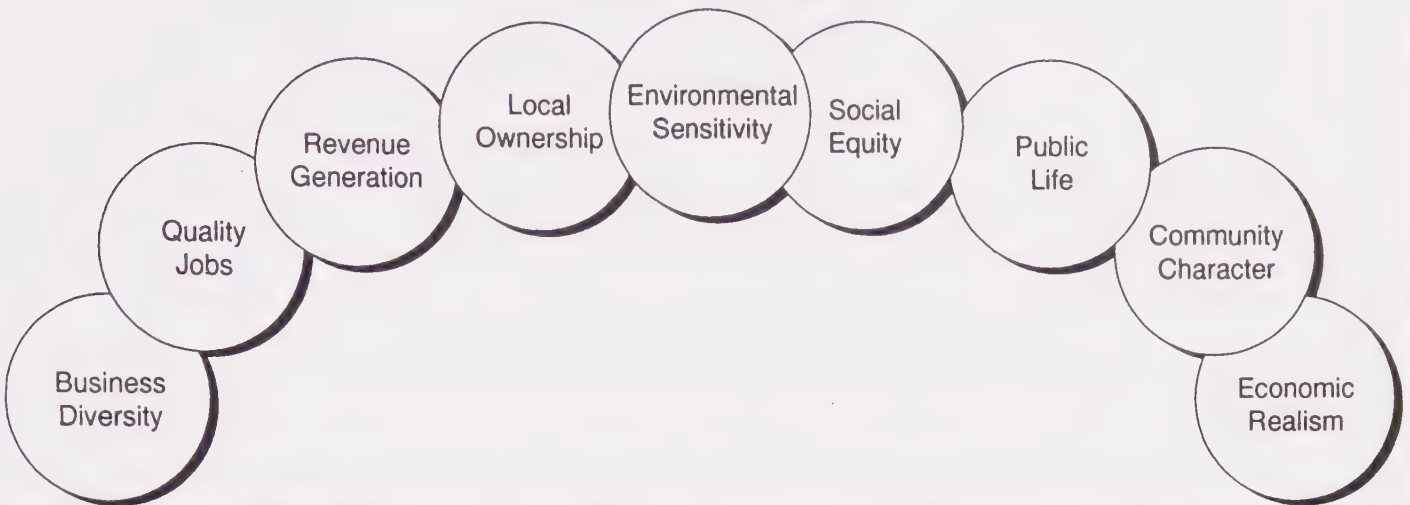 Business
Diversity
Quality
Jobs
Revenue
Generation
Local
Ownership
Environmental
Sensitivity
Social
Equity
Public
Life
Community
Character
Economic
Realism